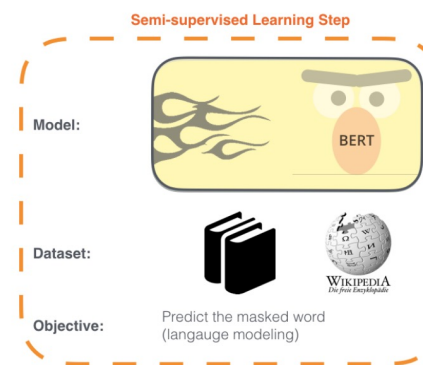 Semi-supervised Learning Step
Model:
BERT
Dataset:
WIKIPEDIA
Die freie Enzyklopädie
Objective:
Predict the masked word
(langauge modeling)